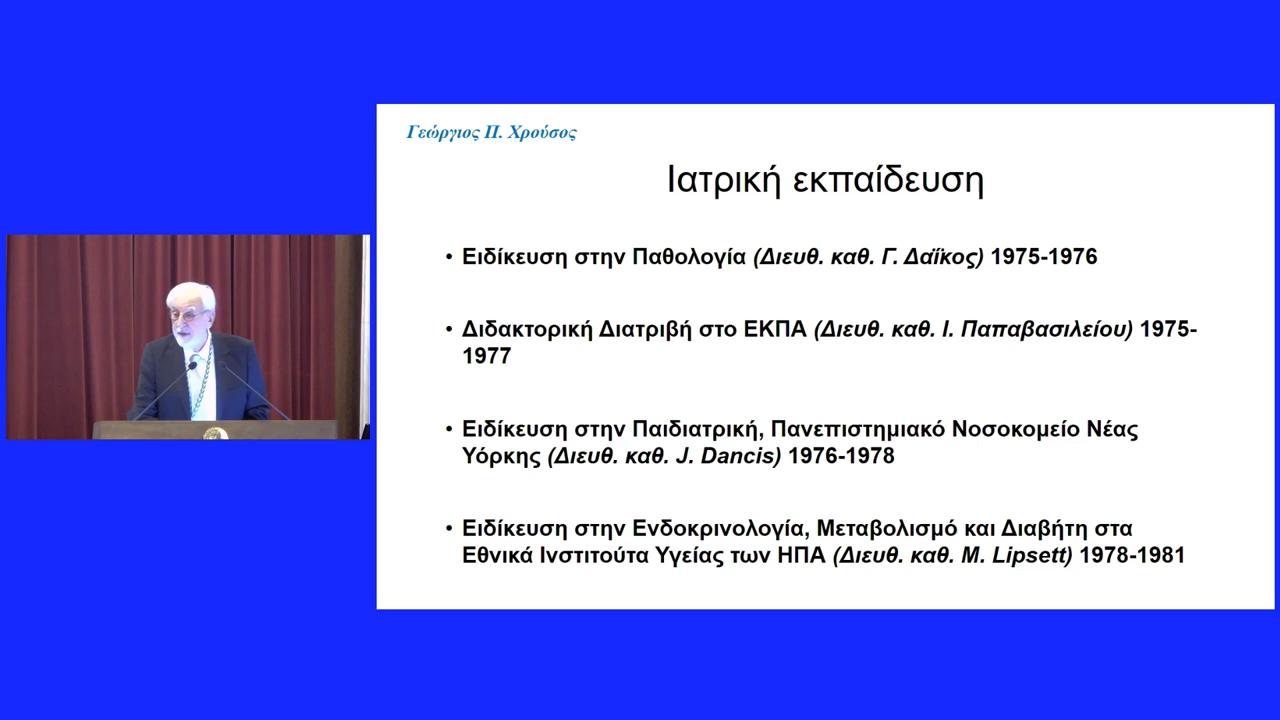 Γεώργιος Π. Χρούσος
Ιατρική εκπαίδευση
• Ειδίκευση στην Παθολογία (Διευθ. καθ. Γ. Δαΐκος) 1975-1976
• Διδακτορική Διατριβή στο ΕΚΠΑ (Διευθ. καθ. Ι. Παπαβασιλείου) 1975-
1977
• Ειδίκευση στην Παιδιατρική, Πανεπιστημιακό Νοσοκομείο Νέας
Υόρκης (Διευθ. καθ. J. Dancis) 1976-1978
• Ειδίκευση στην Ενδοκρινολογία, Μεταβολισμό και Διαβήτη στα
Εθνικά Ινστιτούτα Υγείας των ΗΠΑ (Διευθ. καθ. M. Lipsett) 1978-1981